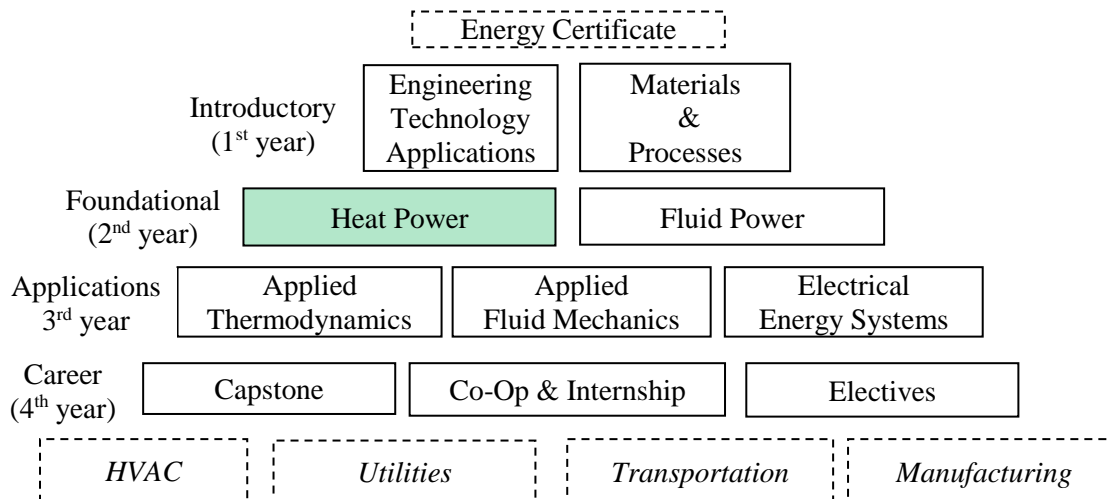 Energy Certificate
Introductory
(1st year)
Engineering
Technology
Applications
Materials
&
Processes
Foundational
(2nd year)
Heat Power
Fluid Power
Applications
3rd year
Applied
Thermodynamics
Applied
Fluid Mechanics
Electrical
Energy Systems
Career
(4th year)
Capstone
Co-Op & Internship
Electives
HVAC
Utilities
Transportation
Manufacturing